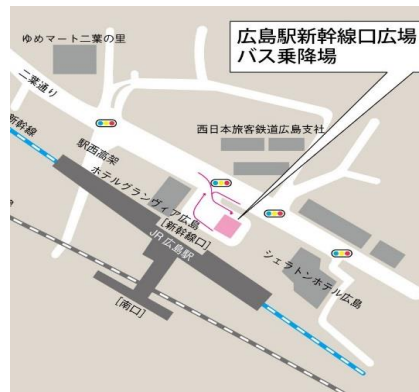 広島駅新幹線口広場
バス乗降場
ゆめマート二葉の里
二葉通り
西日本旅客鉄道広島支社
新幹線
駅西高架
ホテルグランヴィア広島
[新幹線口]
JR広島駅
シェラトンホテル広島
[南口]